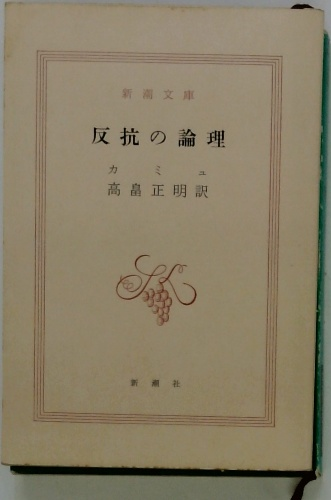 新潮文庫
反抗の論理
カミュ
高畠正明訳
新潮社